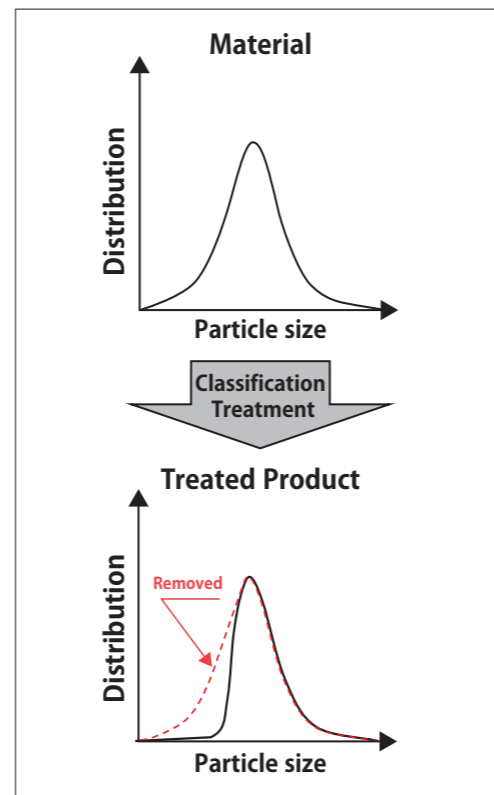 Material
Distribution
Particle size
Classification
Treatment
Treated Product
Removed
Distribution
Particle size